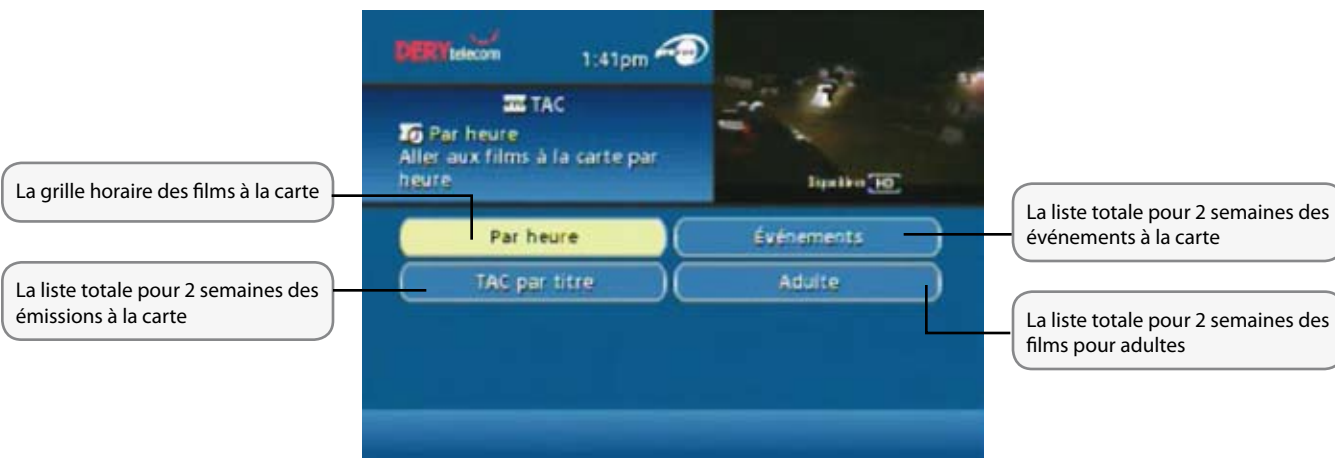 DERY telecom
1:41pm
TAC
Par heure
Aller aux films à la carte par
heure
HD
La grille horaire des films à la carte
Par heure
Événements
La liste totale pour 2 semaines des
événements à la carte
TAC par titre
Adulte
La liste totale pour 2 semaines des
émissions à la carte
La liste totale pour 2 semaines des
films pour adultes